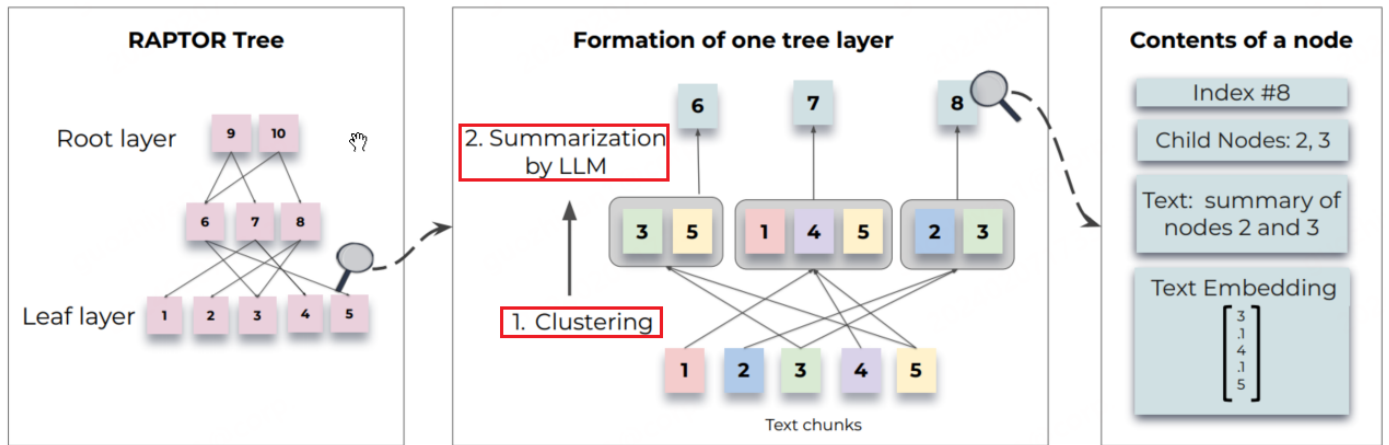 RAPTOR Tree
Root layer
9 10
6 7 8
Leaf layer
1 2 3 4 5
Formation of one tree layer
6 7 8
2. Summarization
by LLM
3 5 1 4 5 2 3
1. Clustering
1 2 3 4 5
Text chunks
Contents of a node
Index #8
Child Nodes: 2, 3
Text: summary of
nodes 2 and 3
Text Embedding
3
.1
4
.1
5